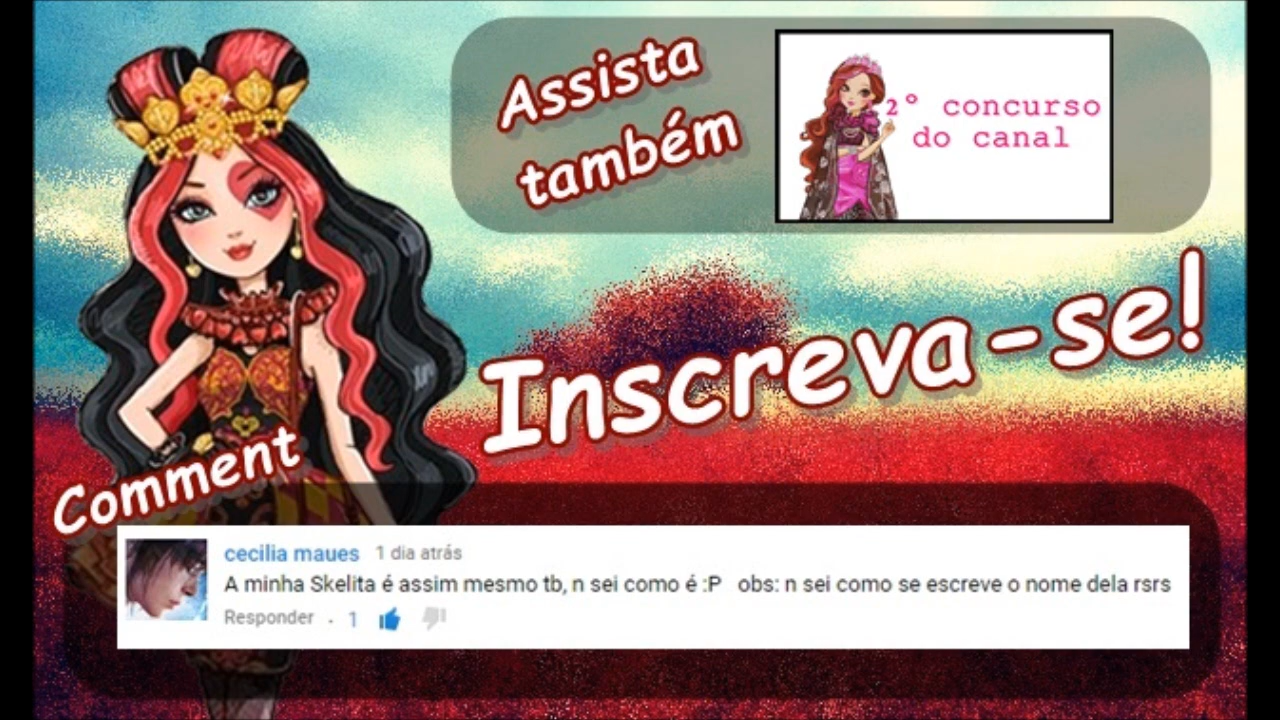 Assista
também
2º concurso
do canal
Inscreva-se!
Comment
cecilia maues 1 dia atrás
A minha Skelita é assim mesmo tb, n sei como é :P obs: n sei como se escreve o nome dela rsrs
Responder . 1